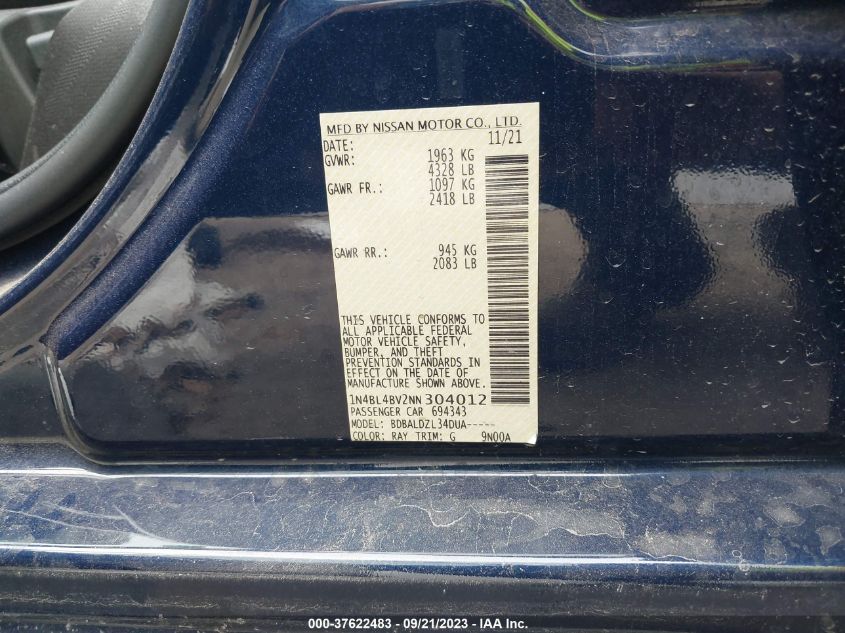 MFD BY NISSAN MOTOR CO., LTD.
DATE: 11/21
GVWR: 1963 KG
4328 LB
GAWR FR.: 1097 KG
2418 LB
GAWR RR.: 945 KG
2083 LB
THIS VEHICLE CONFORMS TO
ALL APPLICABLE FEDERAL
MOTOR VEHICLE SAFETY,
BUMPER, AND THEFT
PREVENTION STANDARDS IN
EFFECT ON THE DATE OF
MANUFACTURE SHOWN ABOVE.
1N4BL4BV2NN304012
PASSENGER CAR 694343
MODEL: BDBALDZL34DUA-----
COLOR: RAY TRIM: G 9N00A
000-37622483 - 09/21/2023 - IAA Inc.